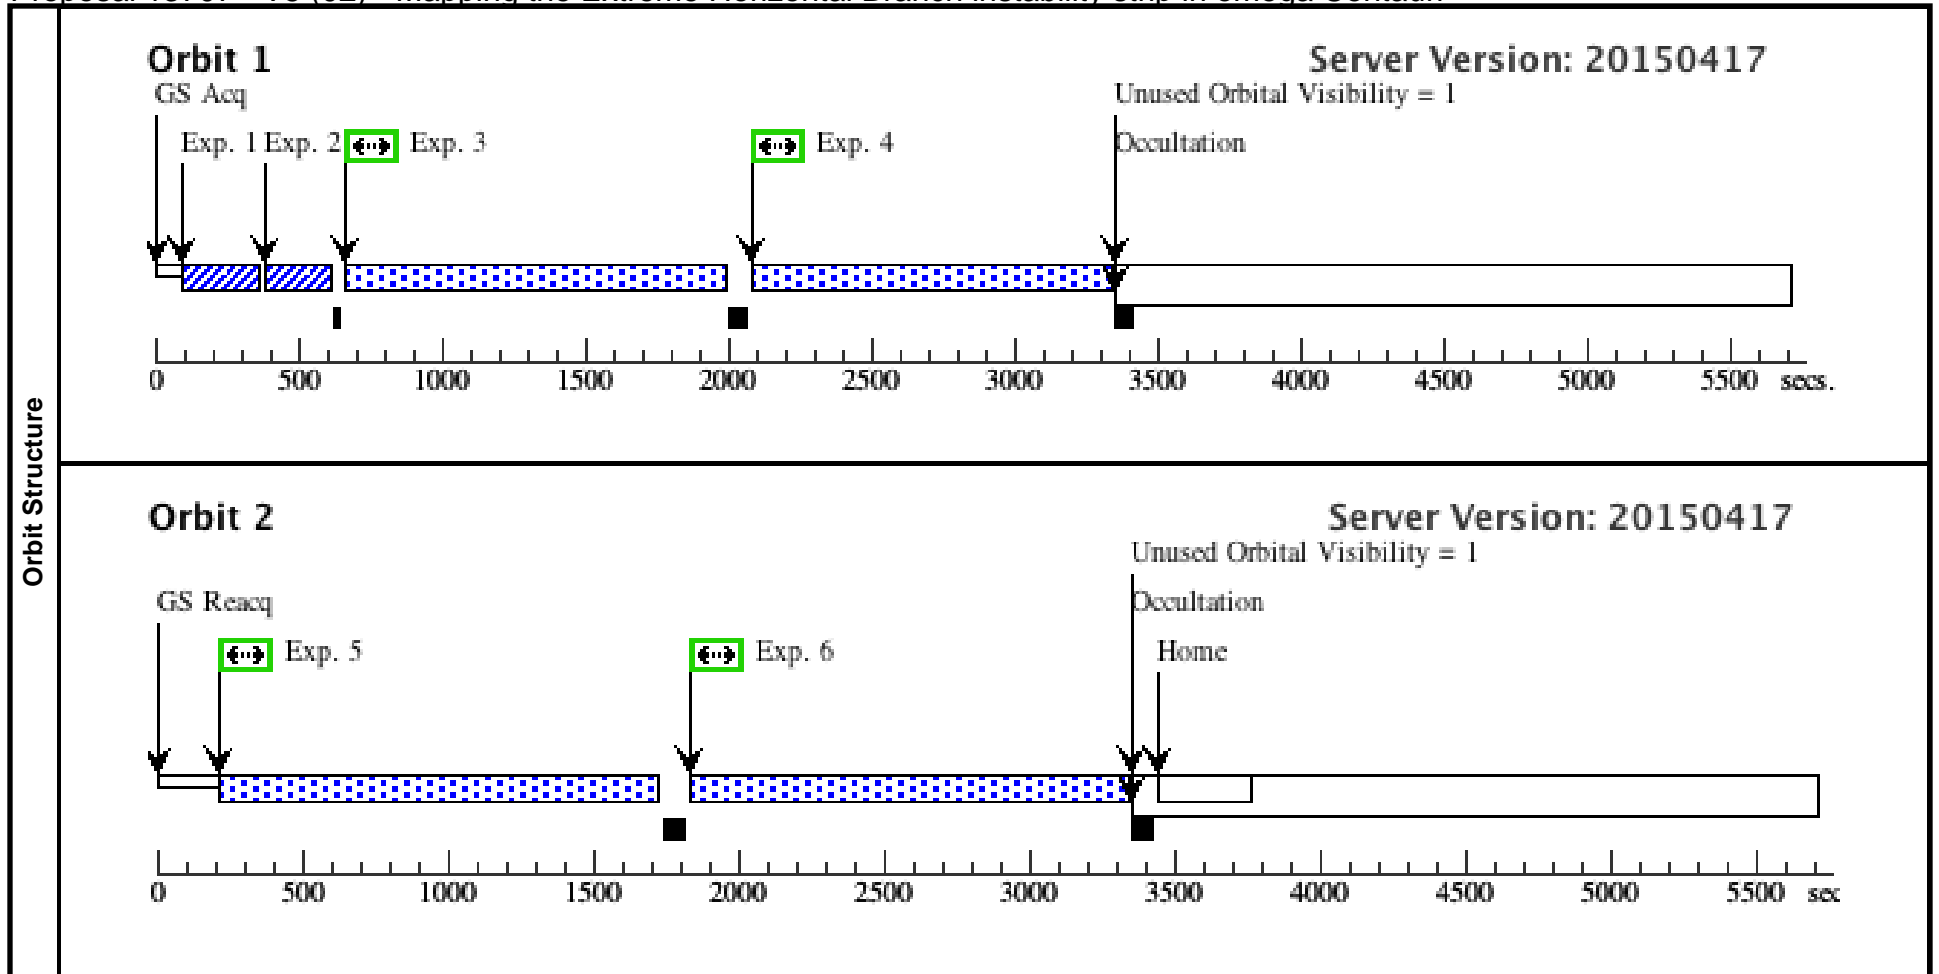 Orbit Structure
Orbit 1
Server Version: 20150417
GS Acq
Unused Orbital Visibility = 1
Exp. 1 Exp. 2 Exp. 3 Exp. 4 Occultation
0 500 1000 1500 2000 2500 3000 3500 4000 4500 5000 5500 secs.
Orbit 2
Server Version: 20150417
Unused Orbital Visibility = 1
GS Reacq
Occultation
Exp. 5 Exp. 6 Home
0 500 1000 1500 2000 2500 3000 3500 4000 4500 5000 5500 sec